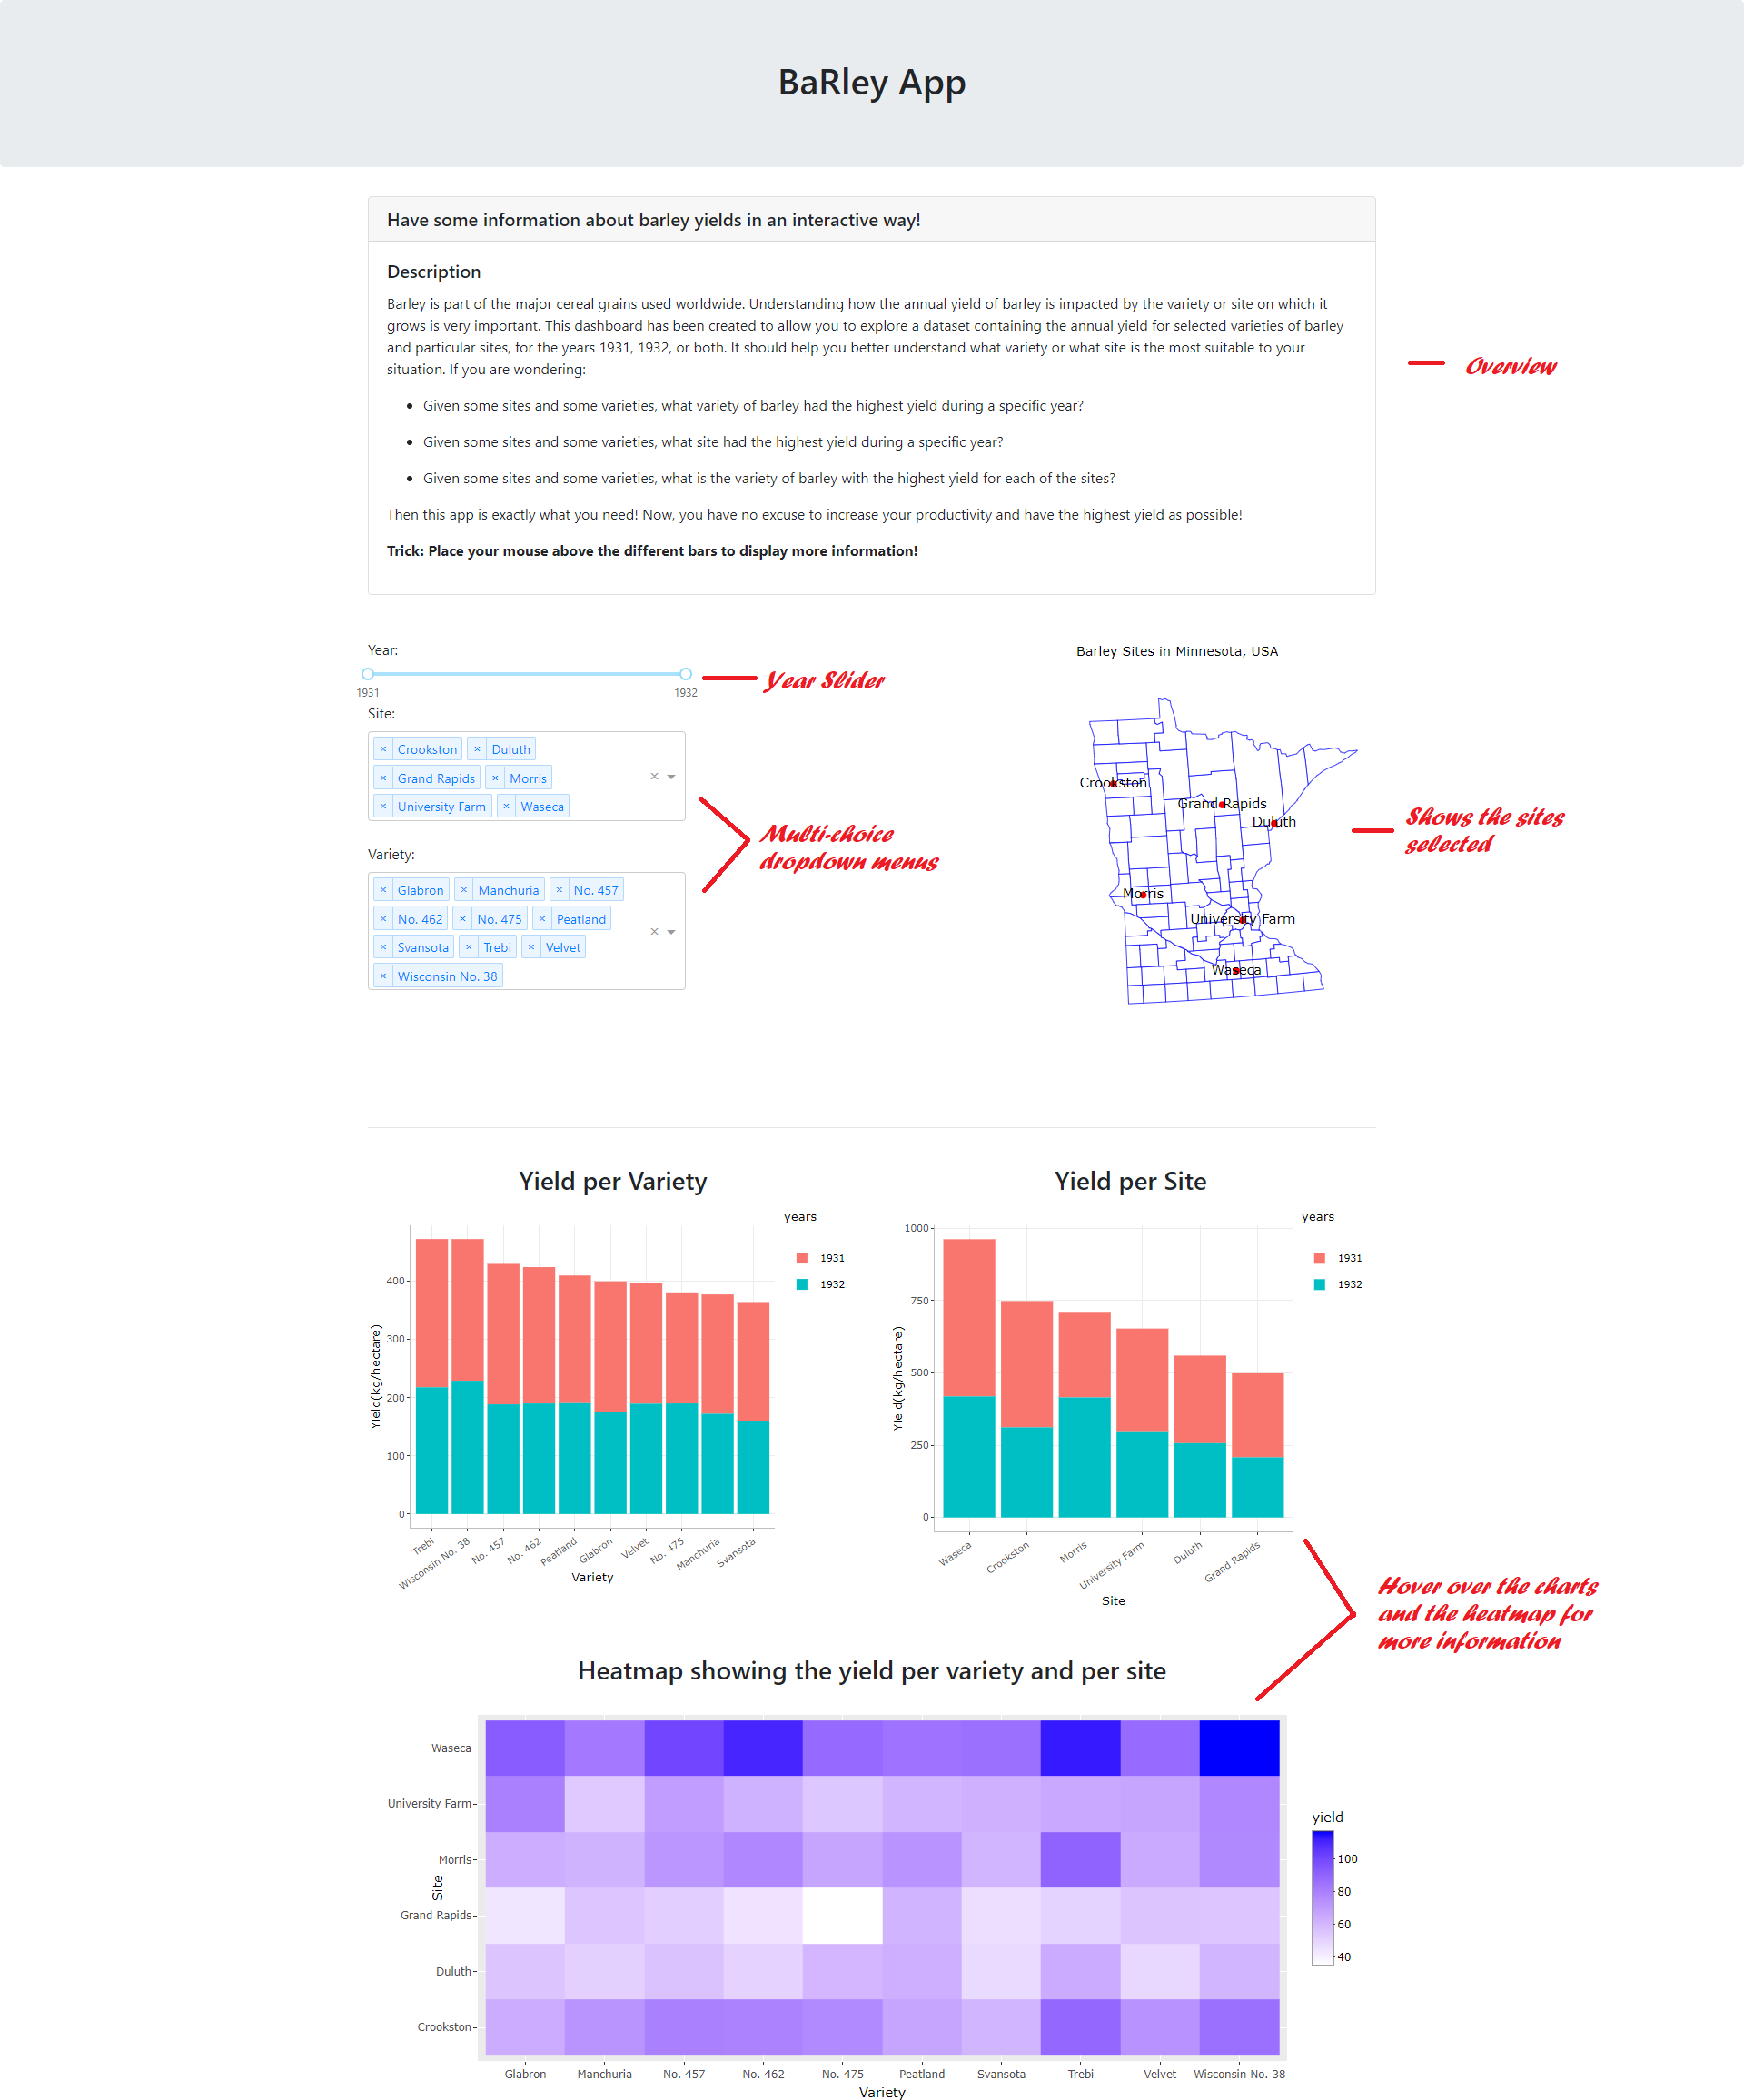 BaRley App
Have some information about barley yields in an interactive way!
Description
Barley is part of the major cereal grains used worldwide. Understanding how the annual yield of barley is impacted by the variety or site on which it
grows is very important. This dashboard has been created to allow you to explore a dataset containing the annual yield for selected varieties of barley
and particular sites, for the years 1931, 1932, or both. It should help you better understand what variety or what site is the most suitable to your
situation. If you are wondering:
• Given some sites and some varieties, what variety of barley had the highest yield during a specific year?
• Given some sites and some varieties, what site had the highest yield during a specific year?
• Given some sites and some varieties, what is the variety of barley with the highest yield for each of the sites?
Then this app is exactly what you need! Now, you have no excuse to increase your productivity and have the highest yield as possible!
Trick: Place your mouse above the different bars to display more information!
Overview
Year:
1931 1932
Year Slider
Site:
× Crookston × Duluth
× Grand Rapids × Morris
× University Farm × Waseca
×
Variety:
× Glabron × Manchuria × No. 457
× No. 462 × No. 475 × Peatland
× Svansota × Trebi × Velvet
× Wisconsin No. 38
×
Multi-choice
dropdown menus
Barley Sites in Minnesota, USA
Crookston
Grand Rapids
Duluth
Morris
University Farm
Waseca
Shows the sites
selected
Yield per Variety
years
1931
1932
Yield(kg/hectare)
400
300
200
100
0
Trebi
Wisconsin No. 38
No. 457
No. 462
Peatland
Glabron
Velvet
No. 475
Manchuria
Svansota
Variety
Yield per Site
years
1931
1932
Yield(kg/hectare)
1000
750
500
250
0
Waseca
Crookston
Morris
University Farm
Duluth
Grand Rapids
Site
Hover over the charts
and the heatmap for
more information
Heatmap showing the yield per variety and per site
Site
Waseca
University Farm
Morris
Grand Rapids
Duluth
Crookston
Glabron Manchuria No. 457 No. 462 No. 475 Peatland Svansota Trebi Velvet Wisconsin No. 38
Variety
yield
100
80
60
40